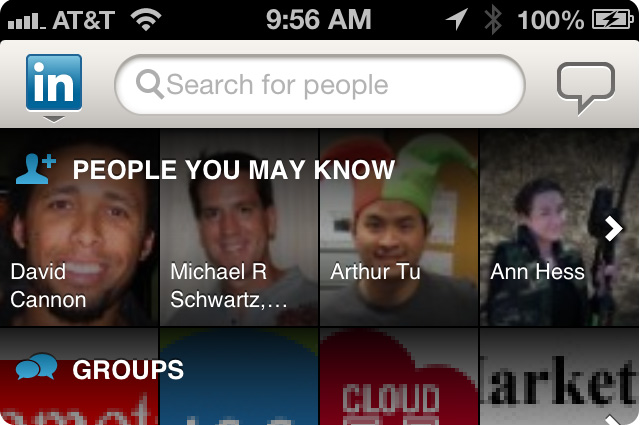 AT&T 9:56 AM 100%
in Search for people
PEOPLE YOU MAY KNOW
David
Cannon
Michael R
Schwartz,...
Arthur Tu
Ann Hess
GROUPS
CLOUD